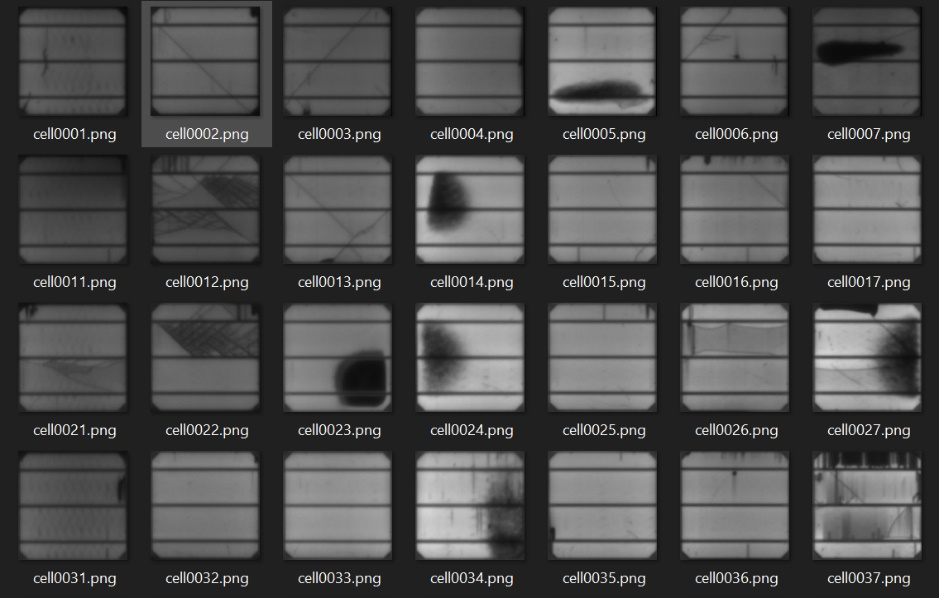 cell0001.png cell0002.png cell0003.png cell0004.png cell0005.png cell0006.png cell0007.png
cell0011.png cell0012.png cell0013.png cell0014.png cell0015.png cell0016.png cell0017.png
cell0021.png cell0022.png cell0023.png cell0024.png cell0025.png cell0026.png cell0027.png
cell0031.png cell0032.png cell0033.png cell0034.png cell0035.png cell0036.png cell0037.png